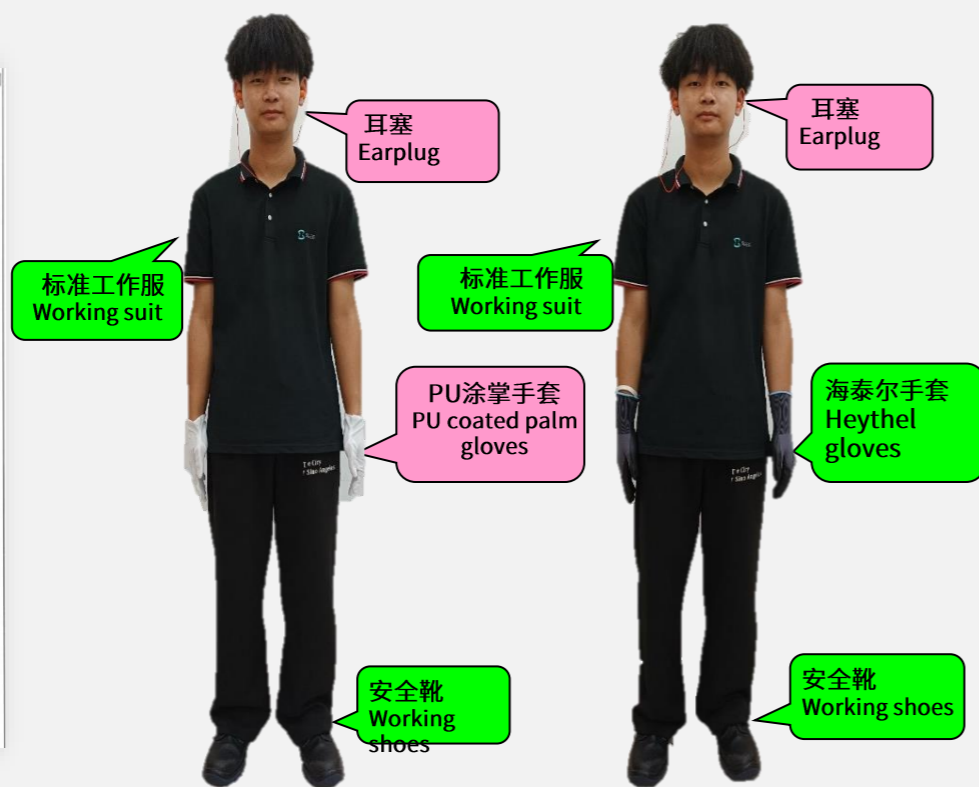 耳塞
Earplug
耳塞
Earplug
标准工作服
Working suit
标准工作服
Working suit
PU涂掌手套
PU coated palm
gloves
海泰尔手套
Heythel
gloves
安全靴
Working
shoes
安全靴
Working shoes